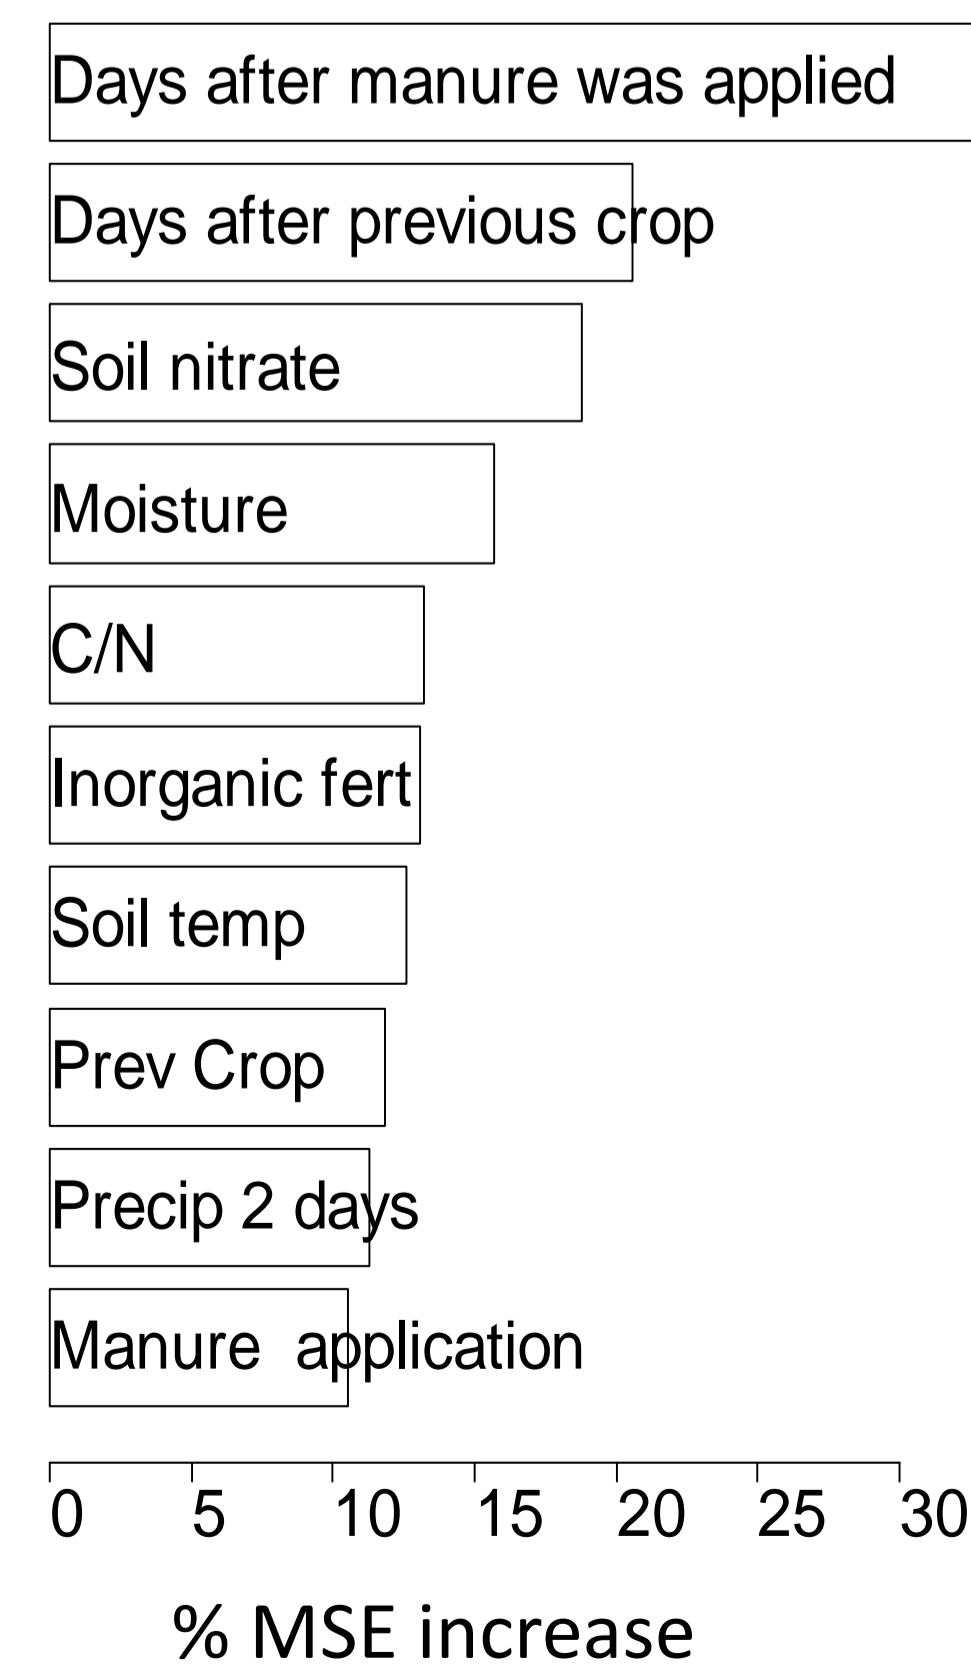 Days after manure was applied
Days after previous crop
Soil nitrate
Moisture
C/N
Inorganic fert
Soil temp
Prev Crop
Precip 2 days
Manure  application
0 5 10 15 20 25 30
% MSE increase